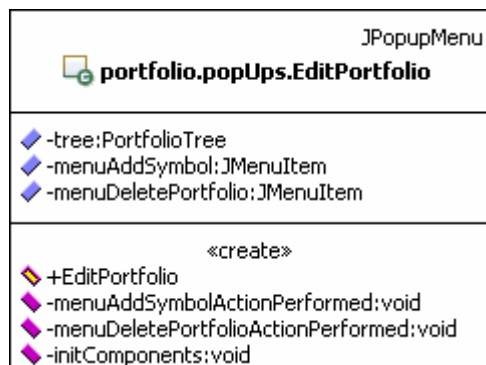 JPopupMenu
portfolio.popUps.EditPortfolio
-tree:PortfolioTree
-menuAddSymbol:JMenuItem
-menuDeletePortfolio:JMenuItem
«create»
+EditPortfolio
-menuAddSymbolActionPerformed:void
-menuDeletePortfolioActionPerformed:void
-initComponents:void